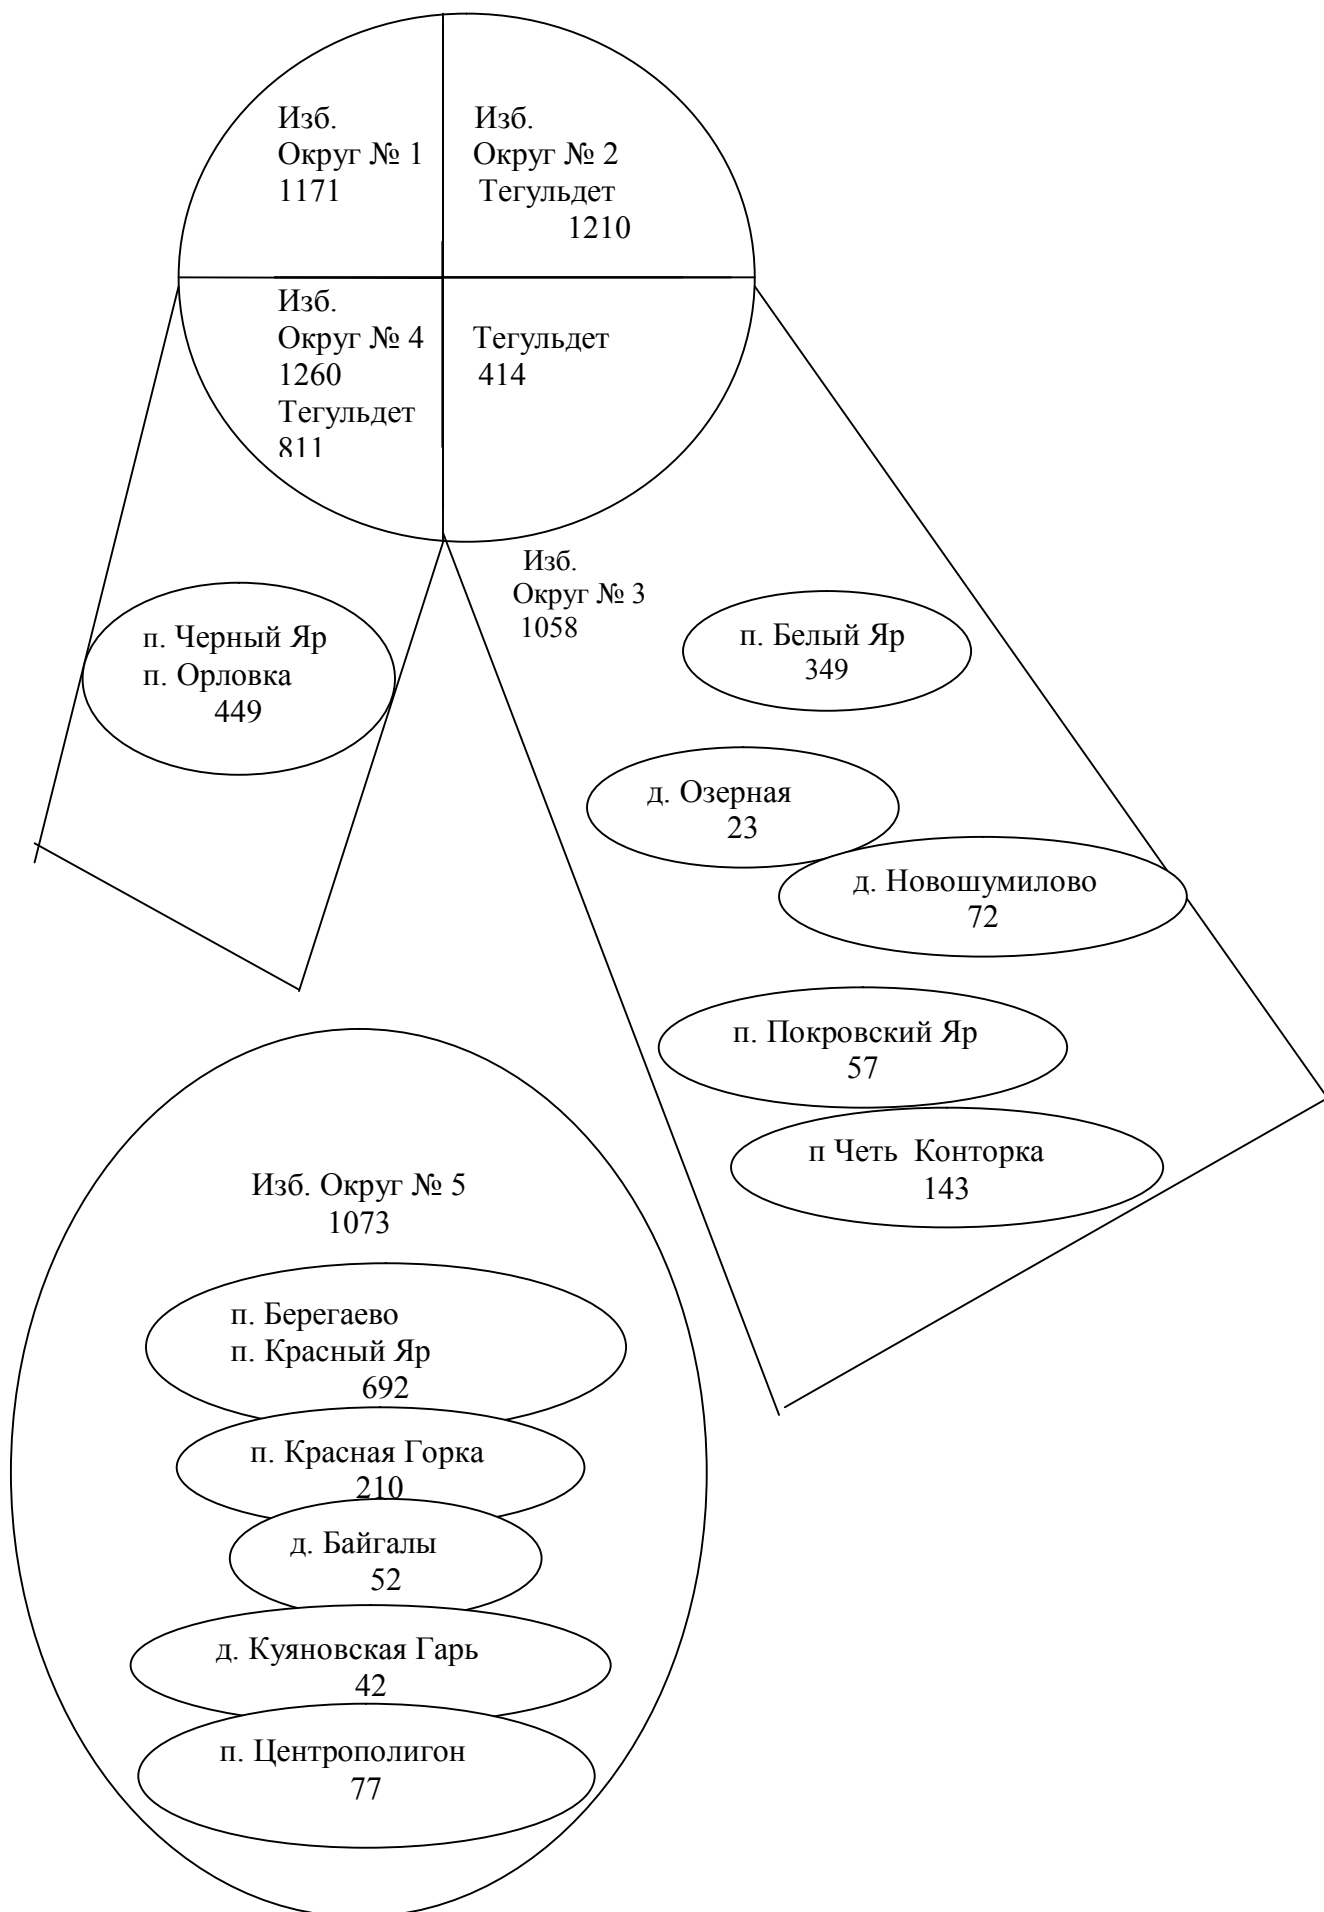 Изб.
Округ № 1
1171
Изб.
Округ № 2
Тегульдет
1210
Изб.
Округ № 4
1260
Тегульдет
811
Тегульдет
414
Изб.
Округ № 3
1058
п. Черный Яр
п. Орловка
449
п. Белый Яр
349
д. Озерная
23
д. Новошумилово
72
п. Покровский Яр
57
п Четь Конторка
143
Изб. Округ № 5
1073
п. Берегаево
п. Красный Яр
692
п. Красная Горка
210
д. Байгалы
52
д. Куяновская Гарь
42
п. Центрополигон
77